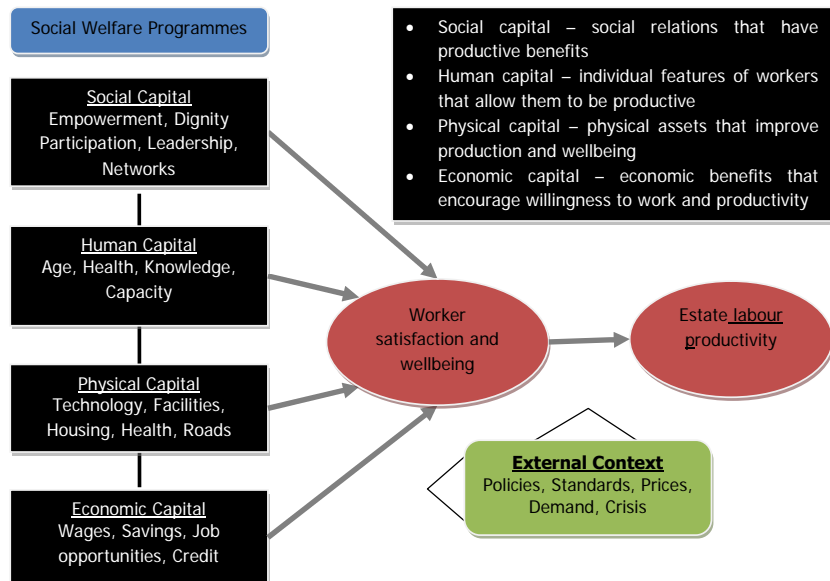 Social Welfare Programmes
Social Capital
Empowerment, Dignity
Participation, Leadership,
Networks
Human Capital
Age, Health, Knowledge,
Capacity
Physical Capital
Technology, Facilities,
Housing, Health, Roads
Economic Capital
Wages, Savings, Job
opportunities, Credit
• Social capital – social relations that have
productive benefits
• Human capital – individual features of workers
that allow them to be productive
• Physical capital – physical assets that improve
production and wellbeing
• Economic capital – economic benefits that
encourage willingness to work and productivity
Worker
satisfaction and
wellbeing
Estate labour
productivity
External Context
Policies, Standards, Prices,
Demand, Crisis